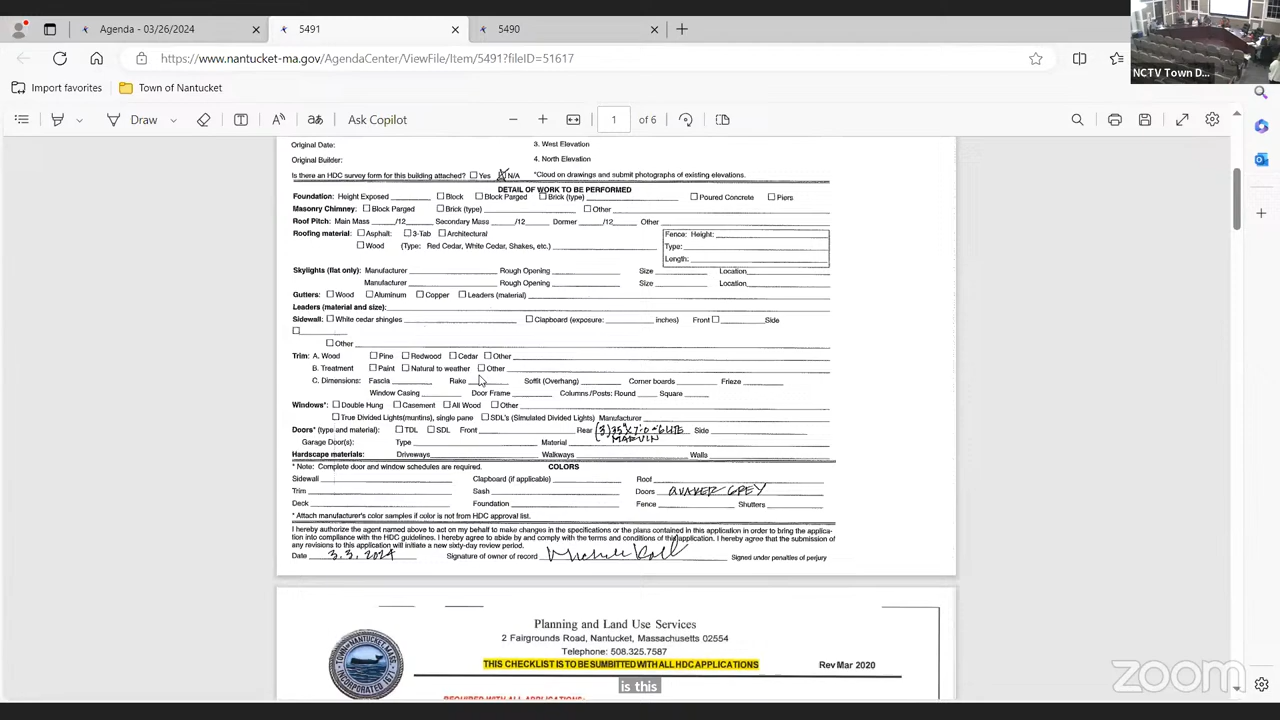 Agenda - 03/26/2024
5491
5490
https://www.nantucket-ma.gov/AgendaCenter/ViewFile/Item/5491?fileID=51617
Import favorites
Town of Nantucket
Draw
Ask Copilot
1 of 6
NCTV Town D...
Original Date:
3. West Elevation
Original Builder:
4. North Elevation
Is there an HDC survey form for this building attached? Yes N/A *Cloud on drawings and submit photographs of existing elevations.
DETAIL OF WORK TO BE PERFORMED
Foundation: Height Exposed Block Block Parged Brick (type) Poured Concrete Piers
Masonry Chimney: Block Parged Brick (type) Other
Roof Pitch: Main Mass /12 Secondary Mass /12 Dormer /12 Other
Roofing material: Asphalt: 3-Tab Architectural
Fence: Height:
Wood (Type: Red Cedar, White Cedar, Shakes, etc.)
Type:
Length:
Skylights (flat only): Manufacturer Rough Opening Size Location
Manufacturer Rough Opening Size Location
Gutters: Wood Aluminum Copper Leaders (material)
Leaders (material and size):
Sidewall: White cedar shingles Clapboard (exposure: inches) Front Side
Other
Trim: A. Wood Pine Redwood Cedar Other
B. Treatment Paint Natural to weather Other
C. Dimensions: Fascia Rake Soffit (Overhang) Corner boards Frieze
Window Casing Door Frame Columns/Posts: Round Square
Windows*: Double Hung Casement All Wood Other
True Divided Lights(muntins), single pane SDL's (Simulated Divided Lights) Manufacturer
Doors* (type and material): TDL SDL Front Rear Side
MARVIN
Garage Door(s): Type Material
Hardscape materials: Driveways Walkways Walls
* Note: Complete door and window schedules are required. COLORS
Sidewall Clapboard (if applicable) Roof
Trim Sash Doors QUAKER GREY
Deck Foundation Fence Shutters
* Attach manufacturer's color samples if color is not from HDC approval list.
I hereby authorize the agent named above to act on my behalf to make changes in the specifications or the plans contained in this application in order to bring the applica-
tion into compliance with the HDC guidelines. I hereby agree to abide by and comply with the terms and conditions of this application. I hereby agree that the submission of
any revisions to this application will initiate a new sixty-day review period.
Date 3.3.2024 Signature of owner of record Signed under penalties of perjury
Planning and Land Use Services
2 Fairgrounds Road, Nantucket, Massachusetts 02554
Telephone: 508.325.7587
THIS CHECKLIST IS TO BE SUMBITTED WITH ALL HDC APPLICATIONS Rev Mar 2020
REQUIRED WITH ALL APPLICATIONS:
is this
zoom